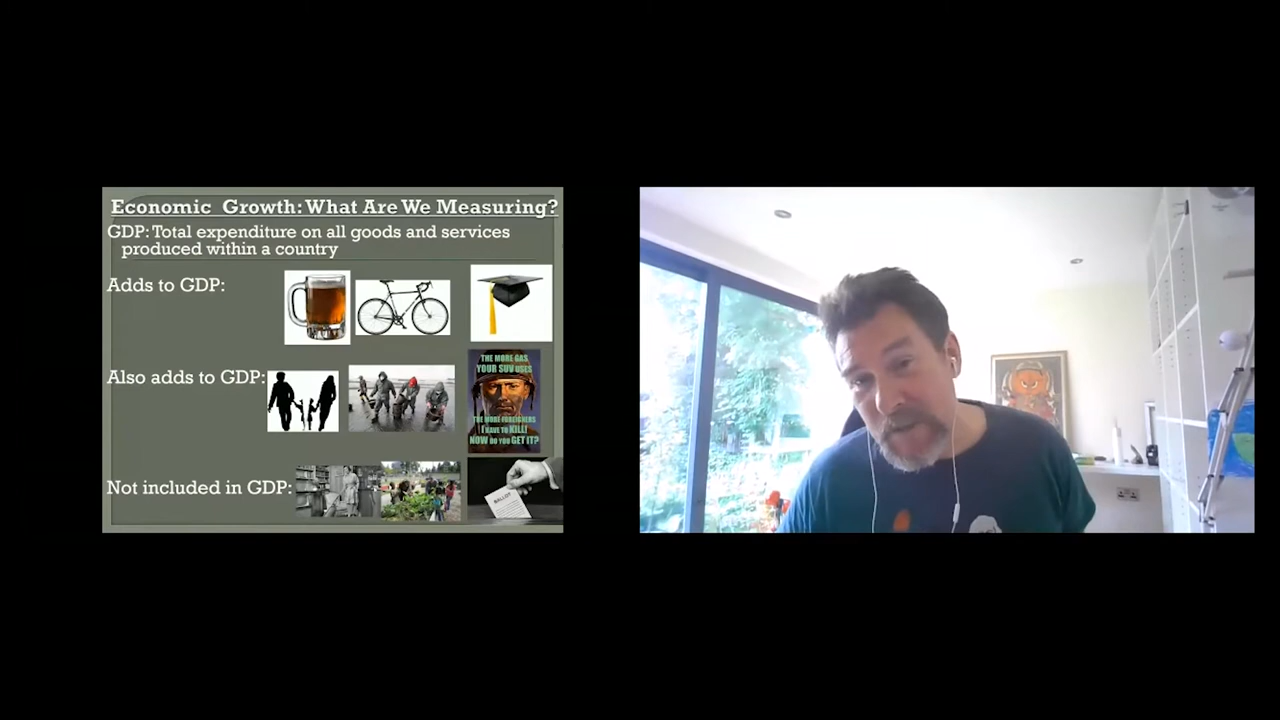 Economic Growth: What Are We Measuring?
GDP: Total expenditure on all goods and services
produced within a country
Adds to GDP:
Also adds to GDP:
THE MORE GAS
YOUR SUV USES
THE MORE FOREIGNERS
I HAVE TO KILL!
NOW DO YOU GET IT?
Not included in GDP:
BALLOT